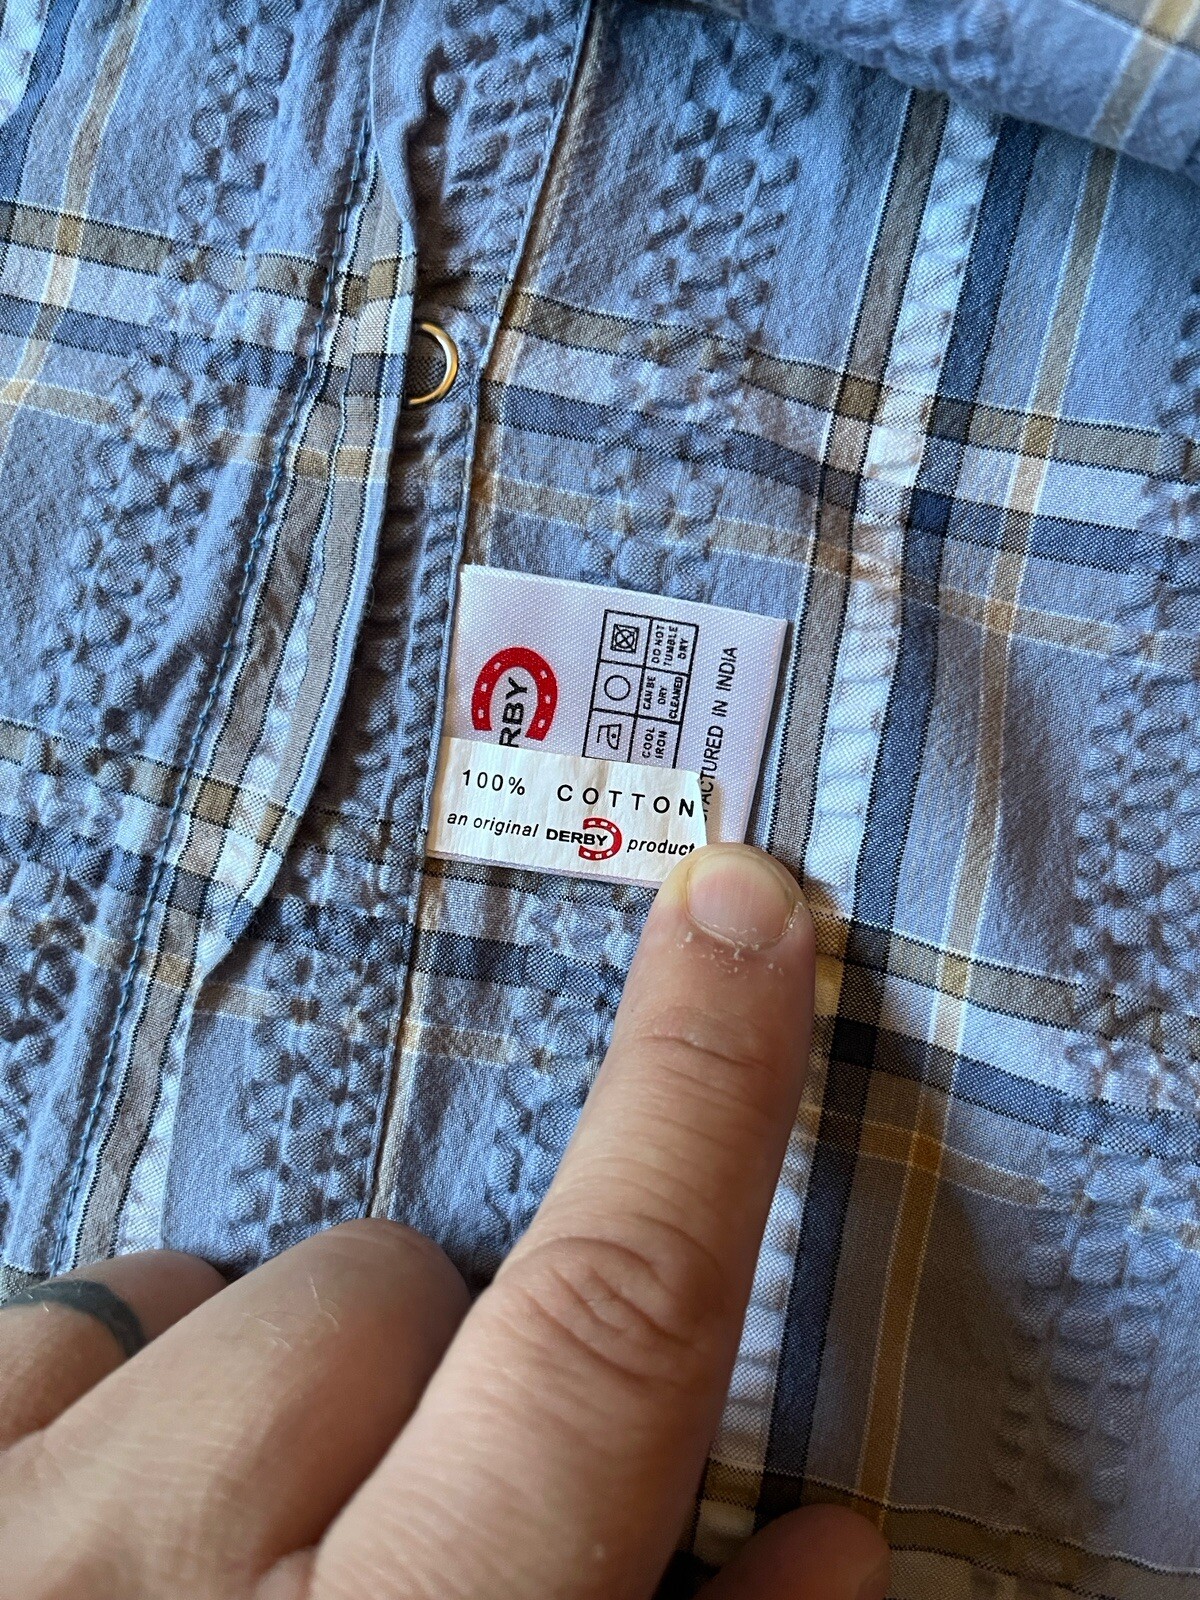 RBY
DO NOT
TUMBLE
DRY
CAN BE
DRY
CLEANED
COOL
IRON
ACTURED IN INDIA
100% COTTON
an original DERBY product